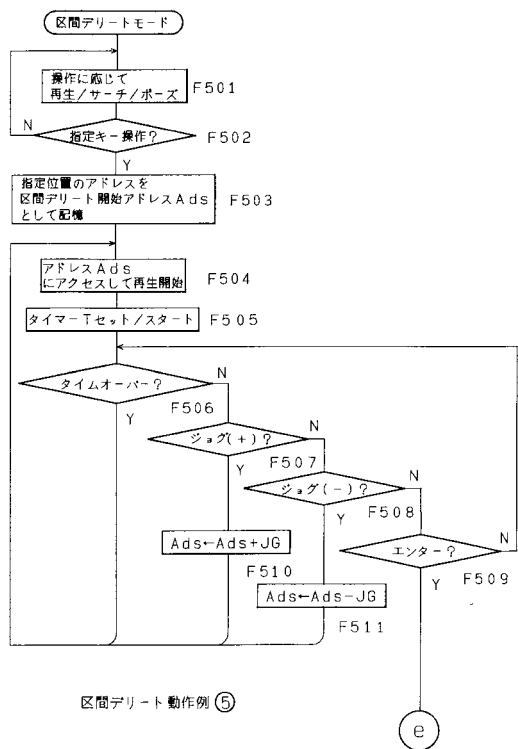 区間デリートモード
操作に応じて
再生/サーチ/ポーズ
F501
N
指定キー操作?
F502
Y
指定位置のアドレスを
区間デリート開始アドレスAds
として記憶
F503
アドレスAds
にアクセスして再生開始
F504
タイマーTセット/スタート
F505
タイムオーバー?
N
F506
Y
ジョグ(+)?
N
F507
Y
ジョグ(-)?
N
F508
Y
エンター?
N
F509
Y
Ads←Ads+JG
F510
Ads←Ads-JG
F511
区間デリート動作例⑤
e